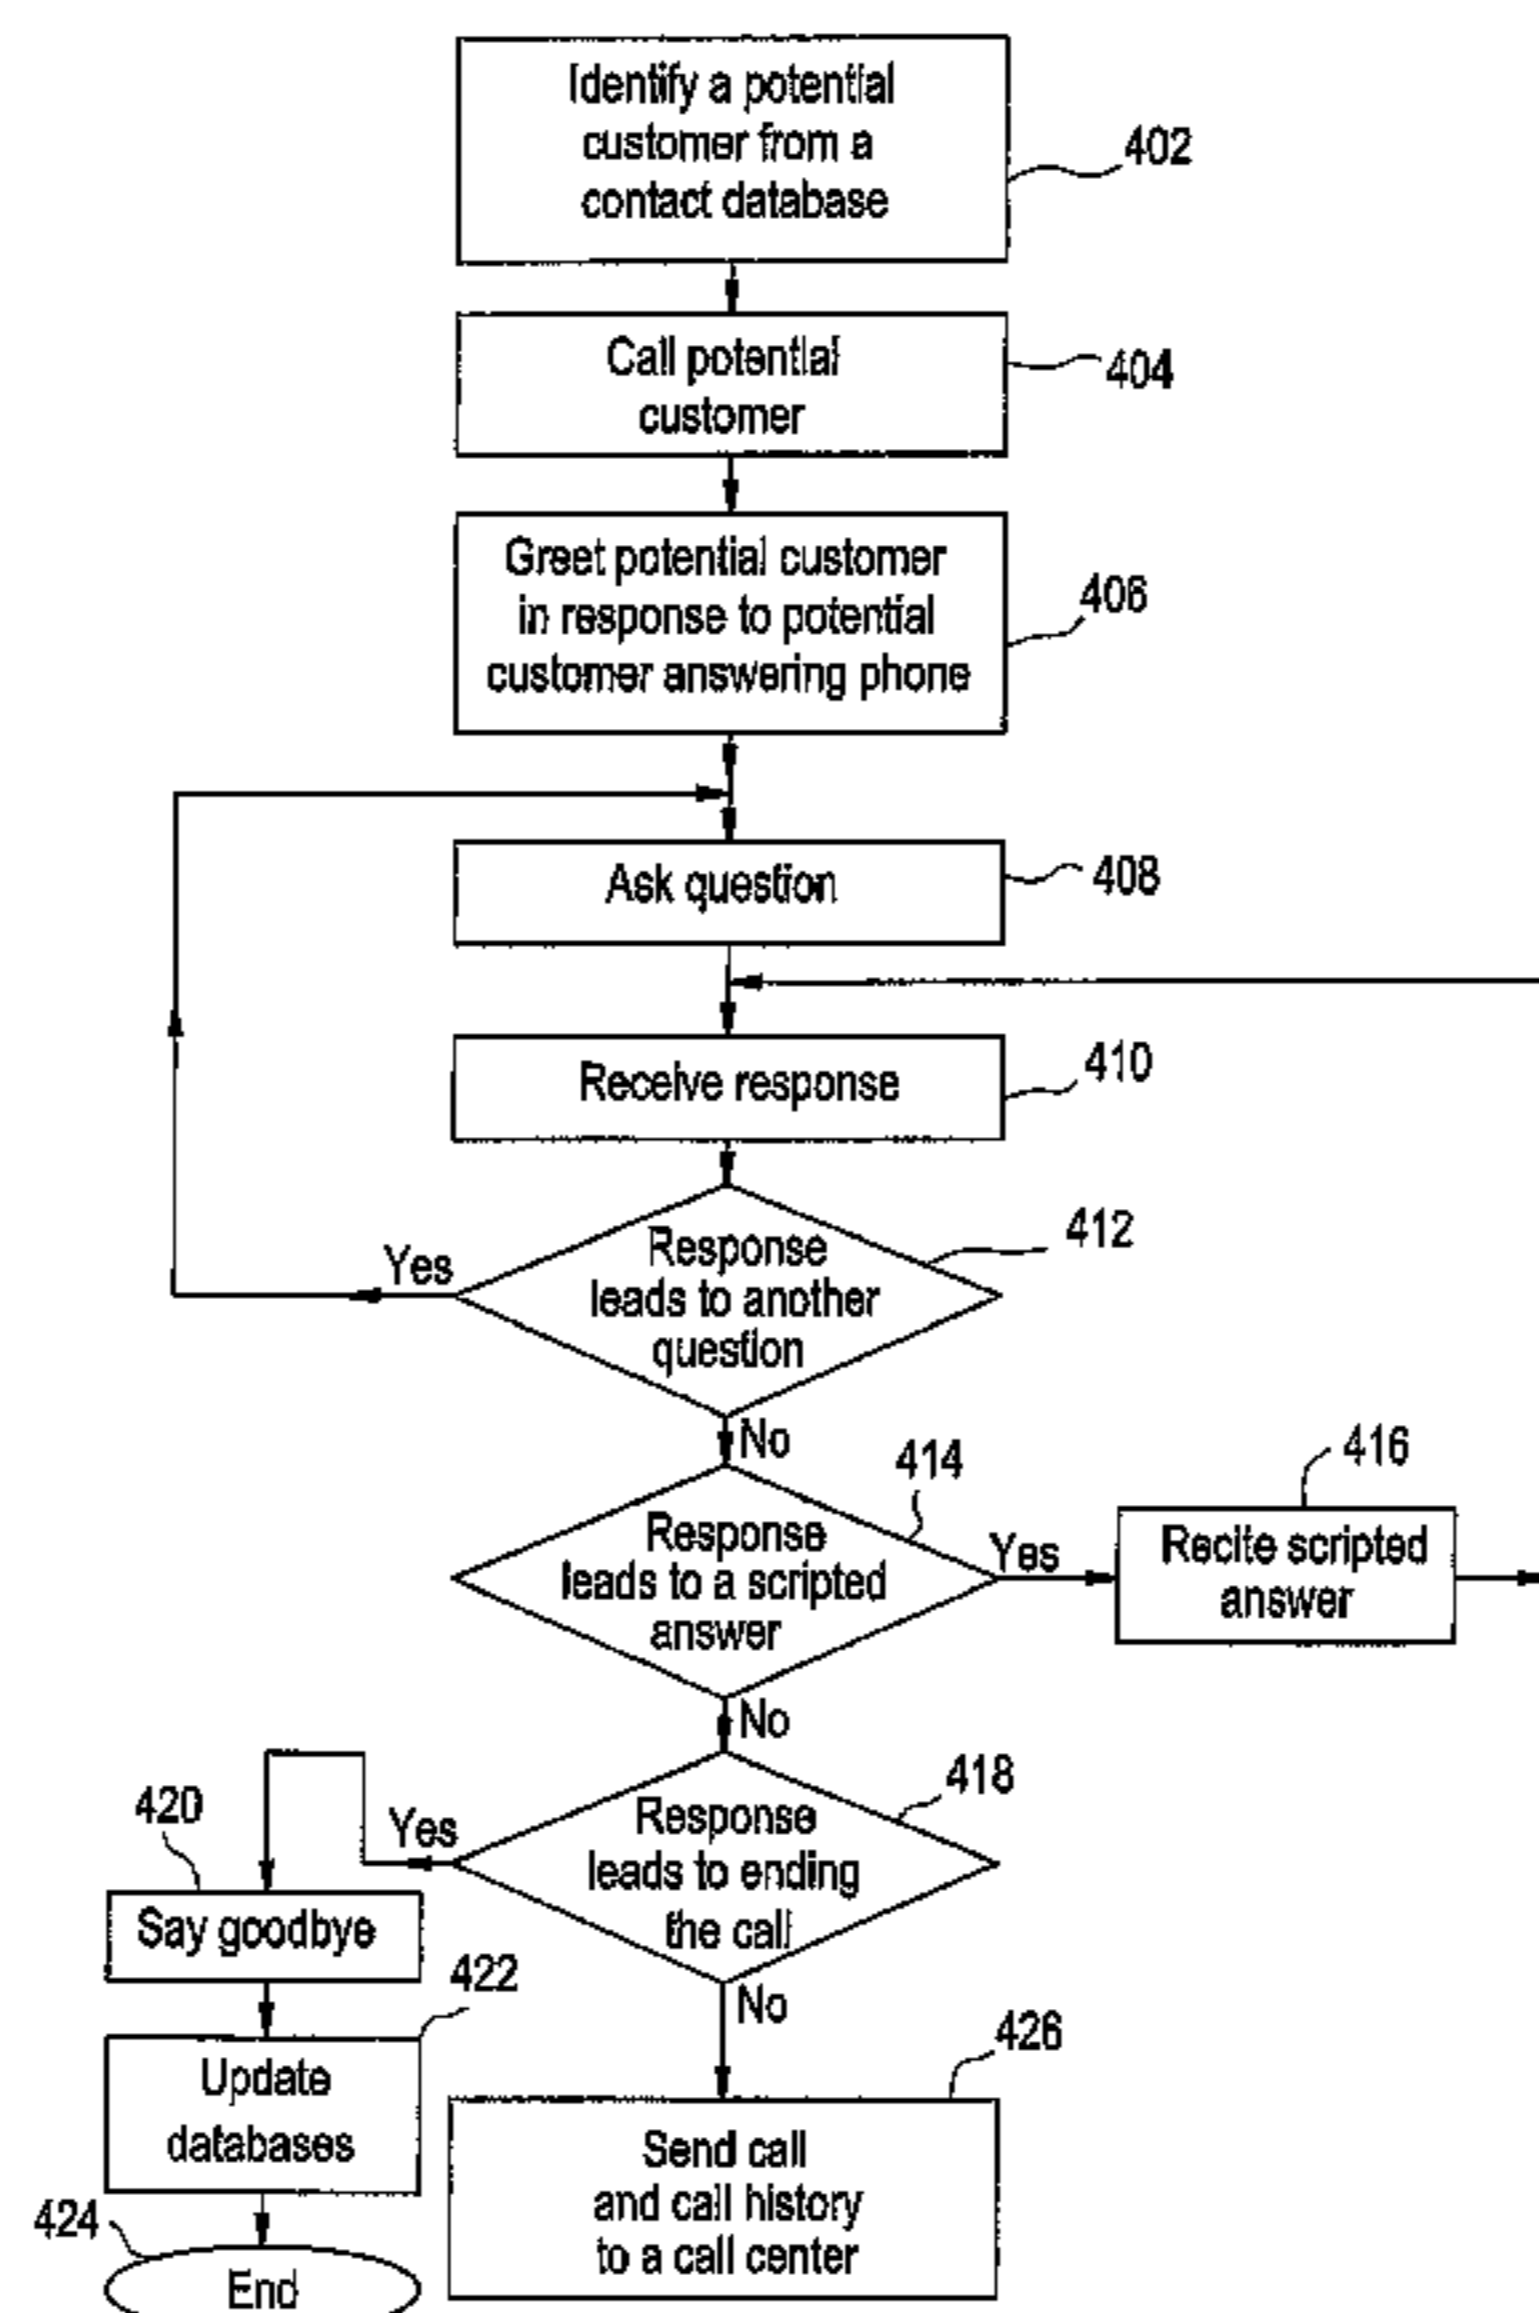 Identify a potential
customer from a
contact database
402
Call potential
customer
404
Greet potential customer
in response to potential
customer answering phone
406
Ask question
408
Receive response
410
Response
leads to another
question
412
Yes
No
Response
leads to a scripted
answer
414
Yes
Recite scripted
answer
416
No
Response
leads to ending
the call
418
Yes
420
Say goodbye
422
Update
databases
424
End
No
426
Send call
and call history
to a call center